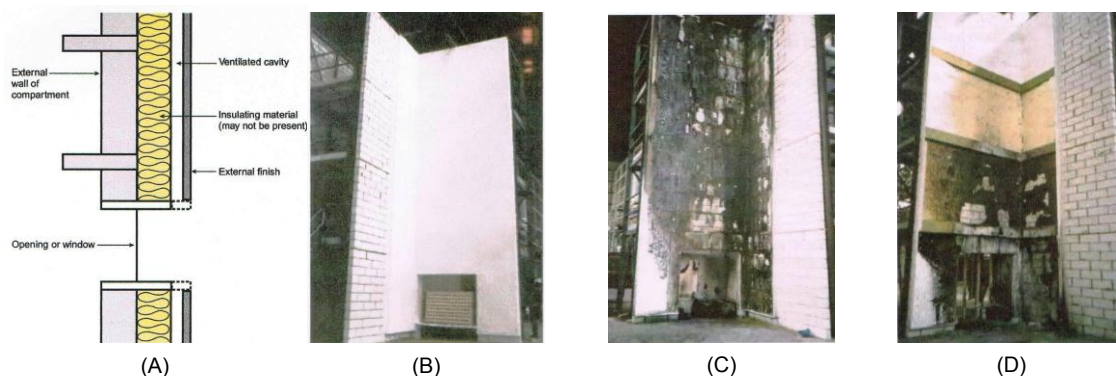 External
wall of
compartment
Ventilated cavity
Insulating material
(may not be present)
External finish
Opening or window
(A)
(B)
(C)
(D)